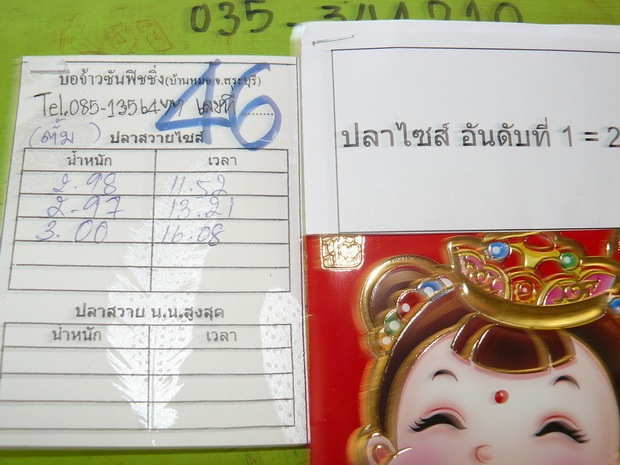 035-341210
บ่อจ้าวซันฟิชชิ่ง(บ้านหมอ จ.สระบุรี)
Tel.085-1356477 เลขที่ ........ 46
(ต้ม) ปลาสวายไซส์
น้ำหนัก เวลา
2.98 11.52
2.97 13.21
3.00 16.08
ปลาสวาย น.น.สูงสุด
น้ำหนัก เวลา
ปลาไซส์ อันดับที่ 1 = 2